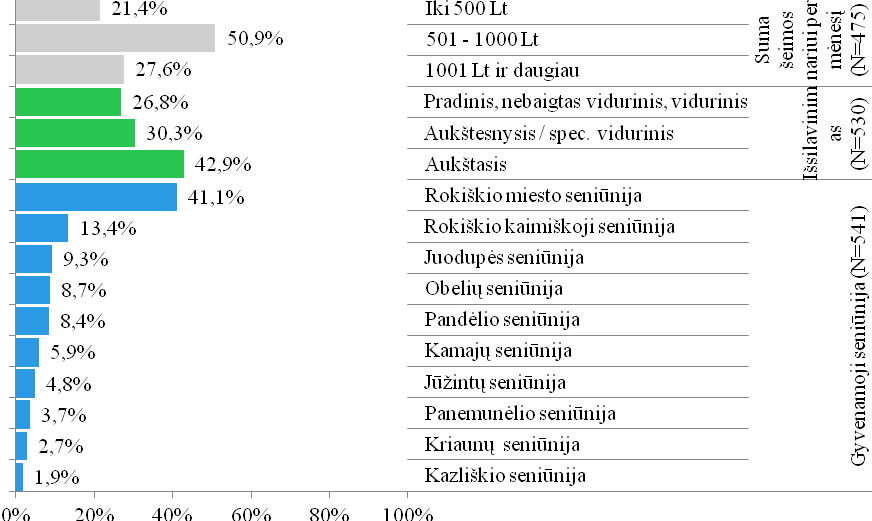 21,4% Iki 500 Lt
50,9% 501 - 1000 Lt
27,6% 1001 Lt ir daugiau
Suma
šeimos
nariui per
mėnesį
(N=475)
26,8% Pradinis, nebaigtas vidurinis, vidurinis
30,3% Aukštesnysis / spec. vidurinis
42,9% Aukštasis
Išsilavinim
as
(N=530)
41,1% Rokiškio miesto seniūnija
13,4% Rokiškio kaimiškoji seniūnija
9,3% Juodupės seniūnija
8,7% Obelių seniūnija
8,4% Pandėlio seniūnija
5,9% Kamajų seniūnija
4,8% Jūžintų seniūnija
3,7% Panemunėlio seniūnija
2,7% Kriaunų seniūnija
1,9% Kazliškio seniūnija
Gyvenamoji seniūnija (N=541)
0% 20% 40% 60% 80% 100%